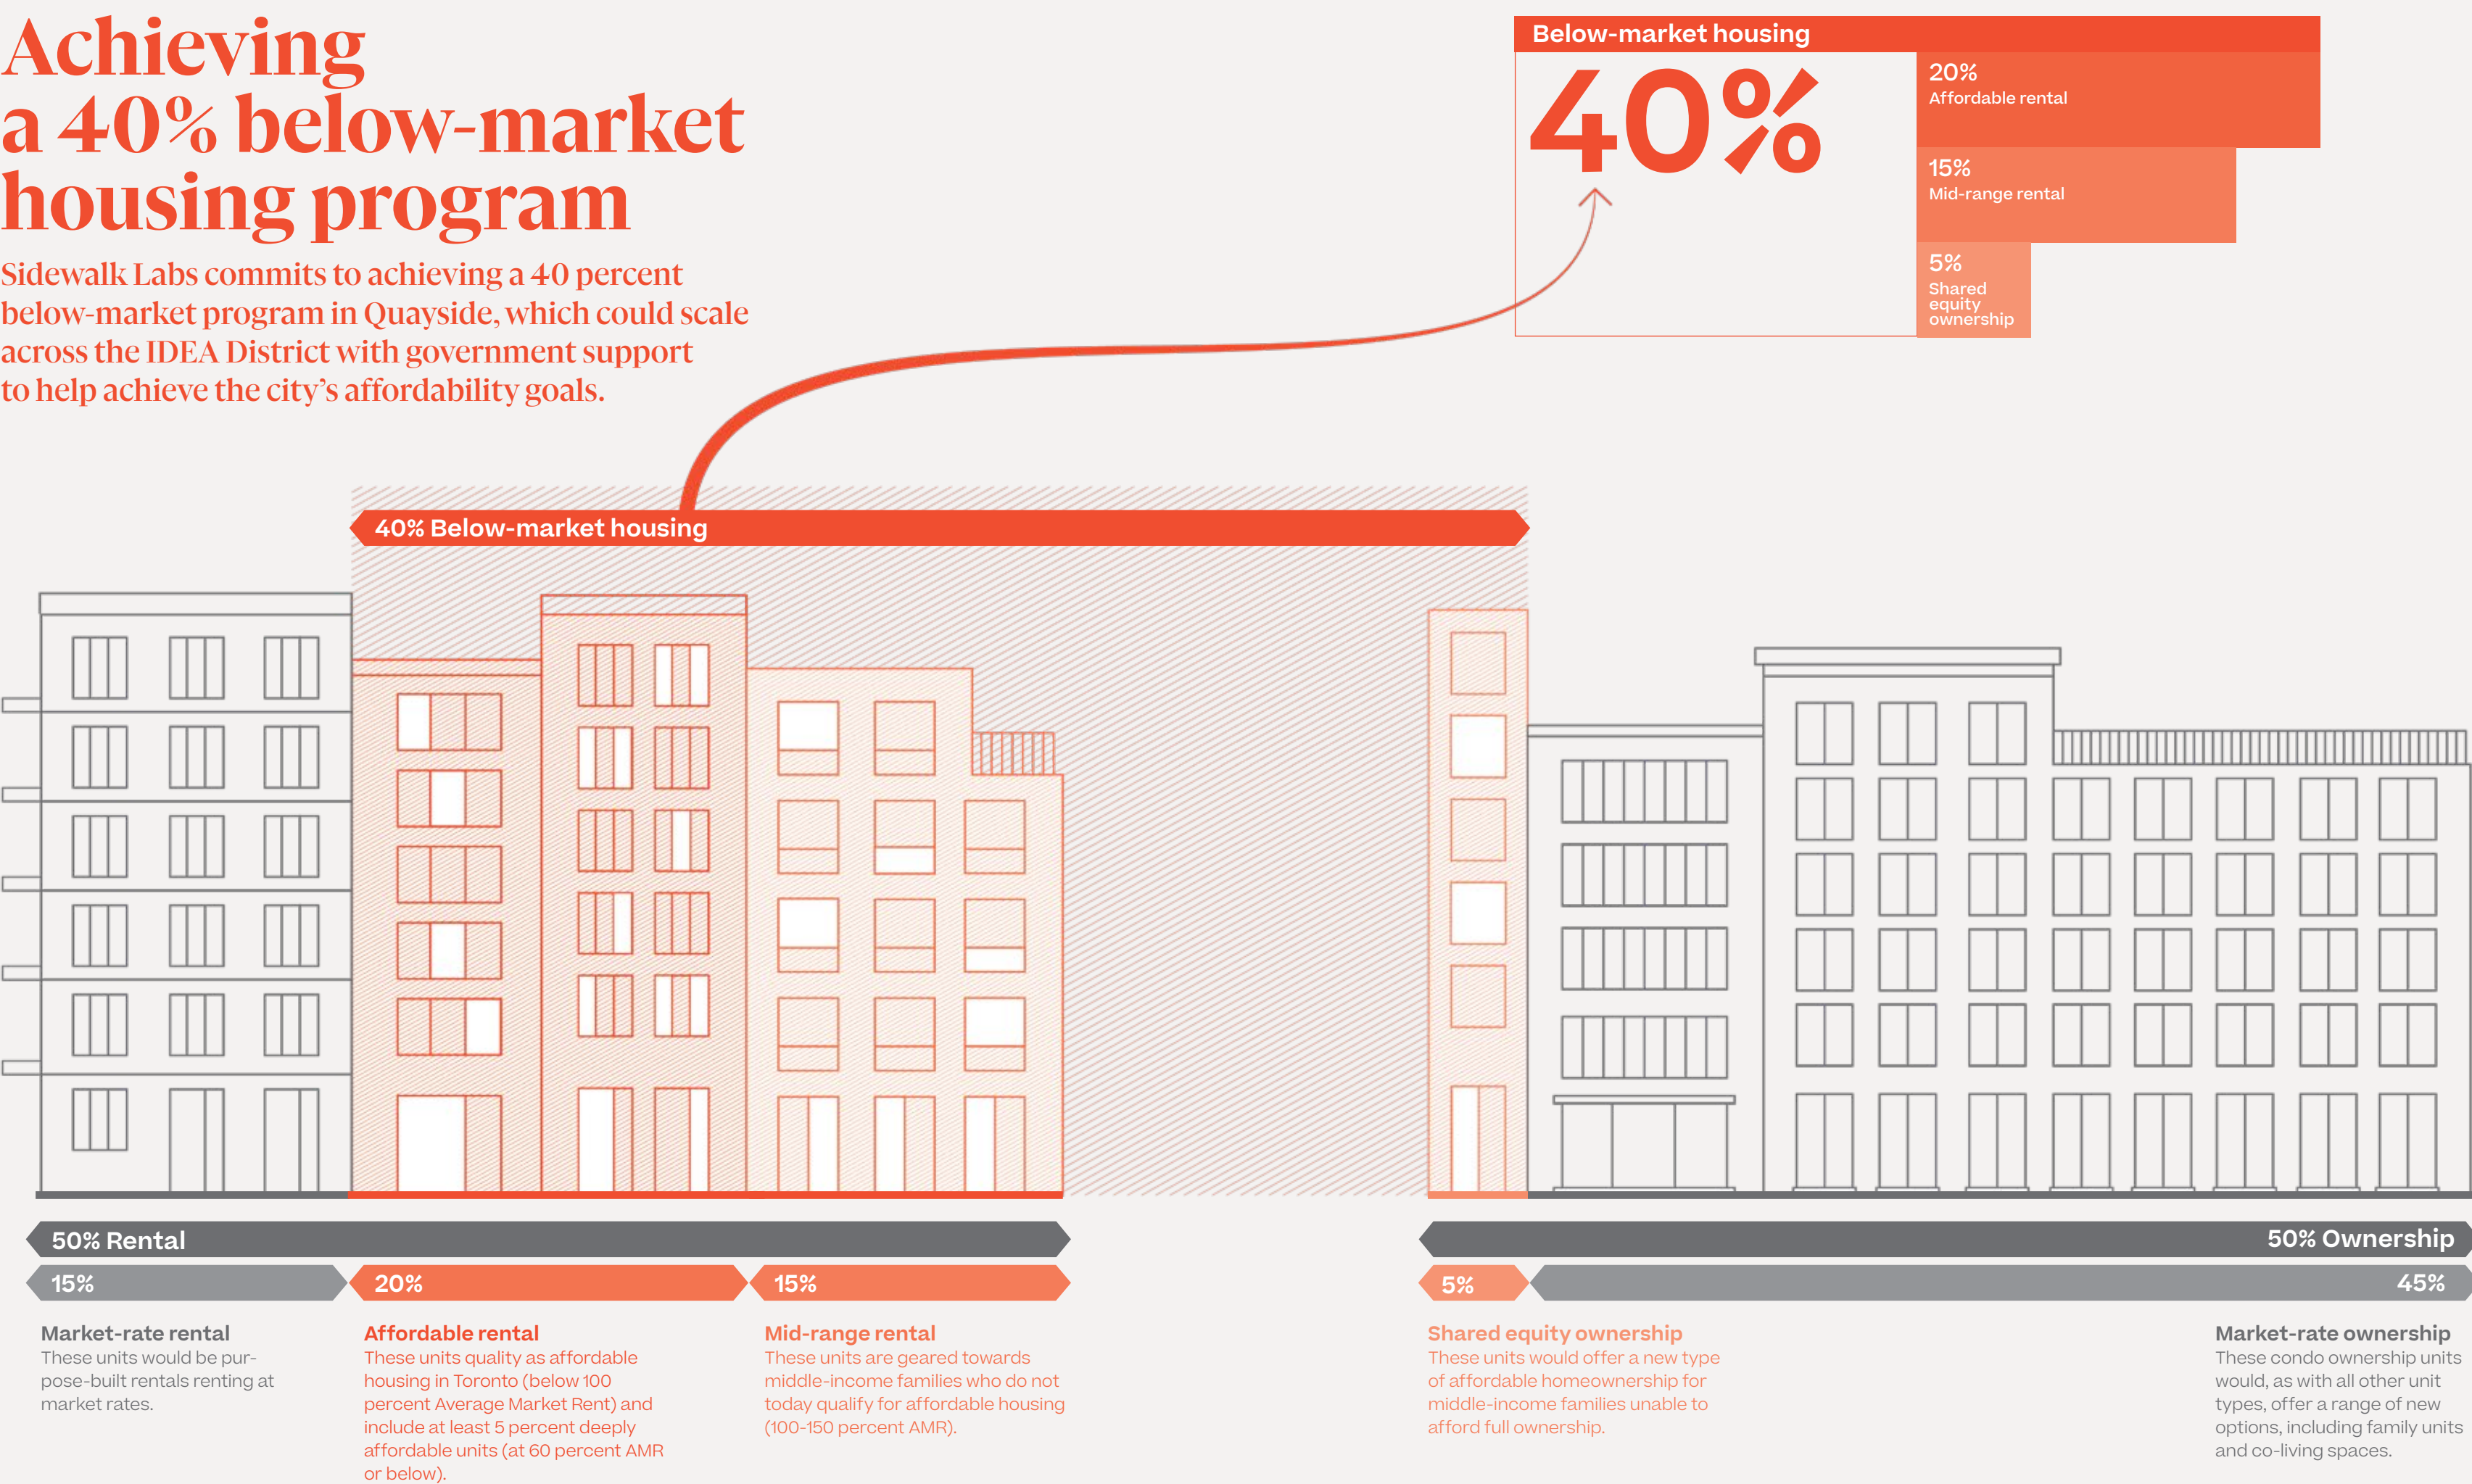 Achieving
a 40% below-market
housing program
Sidewalk Labs commits to achieving a 40 percent
below-market program in Quayside, which could scale
across the IDEA District with government support
to help achieve the city's affordability goals.
Below-market housing
40%
20%
Affordable rental
15%
Mid-range rental
5%
Shared
equity
ownership
40% Below-market housing
50% Rental
50% Ownership
15%
20%
15%
5%
45%
Market-rate rental
These units would be pur-
pose-built rentals renting at
market rates.
Affordable rental
These units quality as affordable
housing in Toronto (below 100
percent Average Market Rent) and
include at least 5 percent deeply
affordable units (at 60 percent AMR
or below).
Mid-range rental
These units are geared towards
middle-income families who do not
today qualify for affordable housing
(100-150 percent AMR).
Shared equity ownership
These units would offer a new type
of affordable homeownership for
middle-income families unable to
afford full ownership.
Market-rate ownership
These condo ownership units
would, as with all other unit
types, offer a range of new
options, including family units
and co-living spaces.